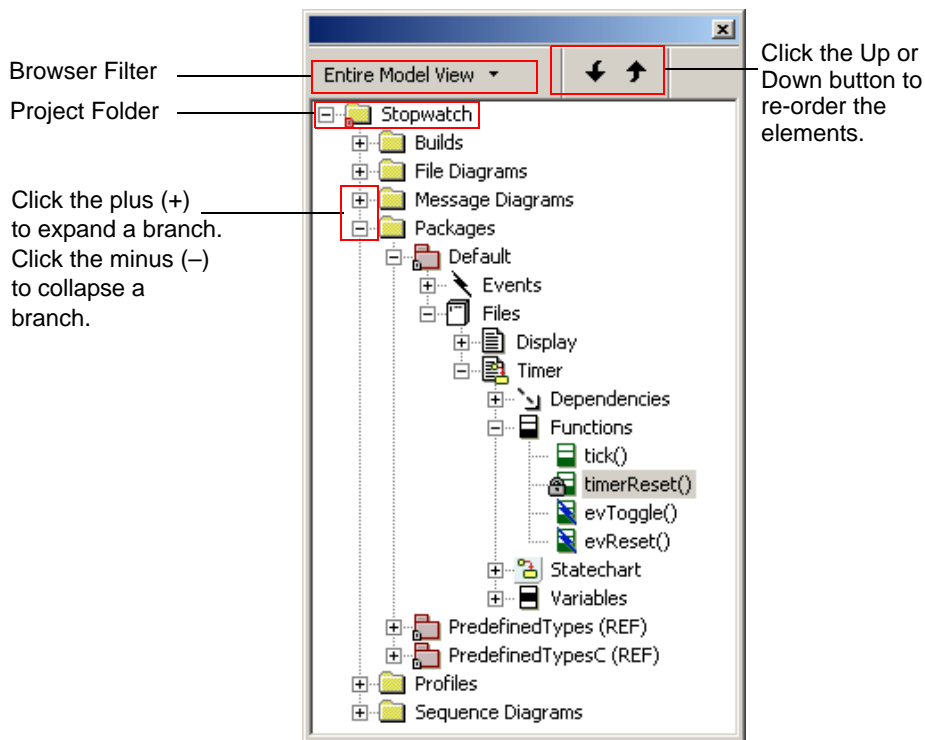 Entire Model View
Browser Filter
Project Folder
Click the plus (+)
to expand a branch.
Click the minus (–)
to collapse a
branch.
Click the Up or
Down button to
re-order the
elements.
Stopwatch
Builds
File Diagrams
Message Diagrams
Packages
Default
Events
Files
Display
Timer
Dependencies
Functions
tick()
timerReset()
evToggle()
evReset()
Statechart
Variables
PredefinedTypes (REF)
PredefinedTypesC (REF)
Profiles
Sequence Diagrams